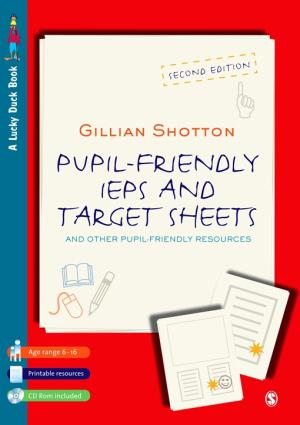 A Lucky Duck Book
SECOND EDITION
GILLIAN SHOTTON
PUPIL-FRIENDLY
IEPS AND
TARGET SHEETS
AND OTHER PUPIL-FRIENDLY RESOURCES
Age range 6–16
Printable resources
CD Rom included